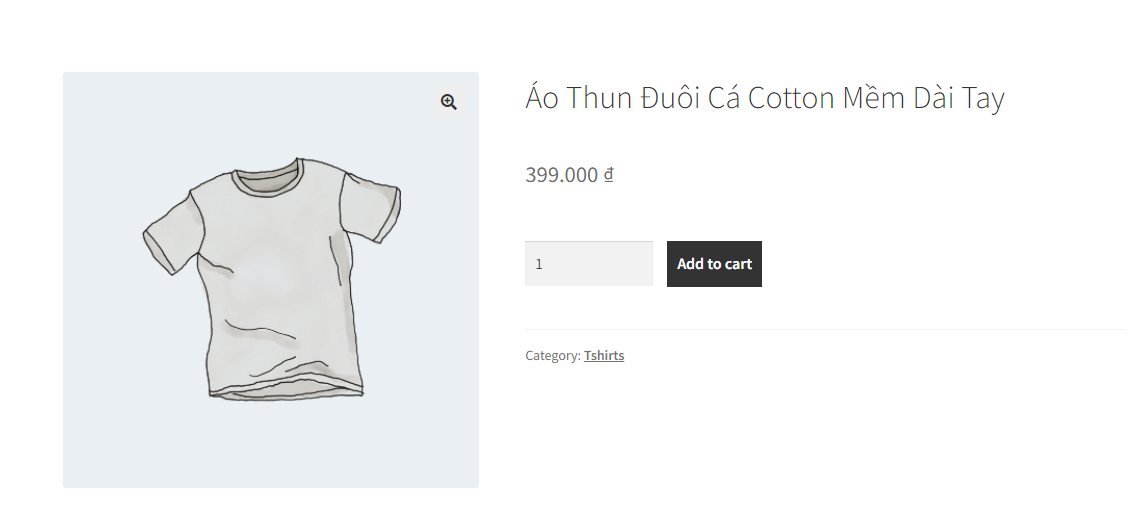 Áo Thun Đuôi Cá Cotton Mềm Dài Tay
399.000 ₫
1
Add to cart
Category: Tshirts